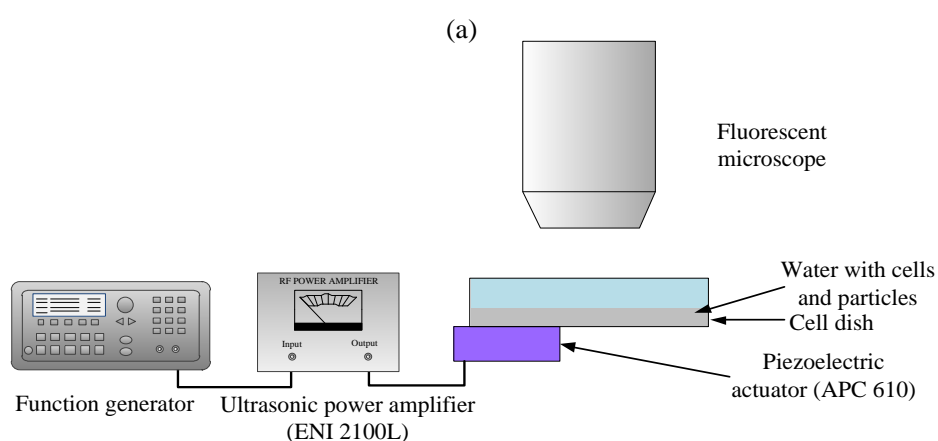 (a)
Fluorescent
microscope
Water with cells
and particles
Cell dish
RF POWER AMPLIFIER
Input
Output
Piezoelectric
actuator (APC 610)
Function generator
Ultrasonic power amplifier
(ENI 2100L)